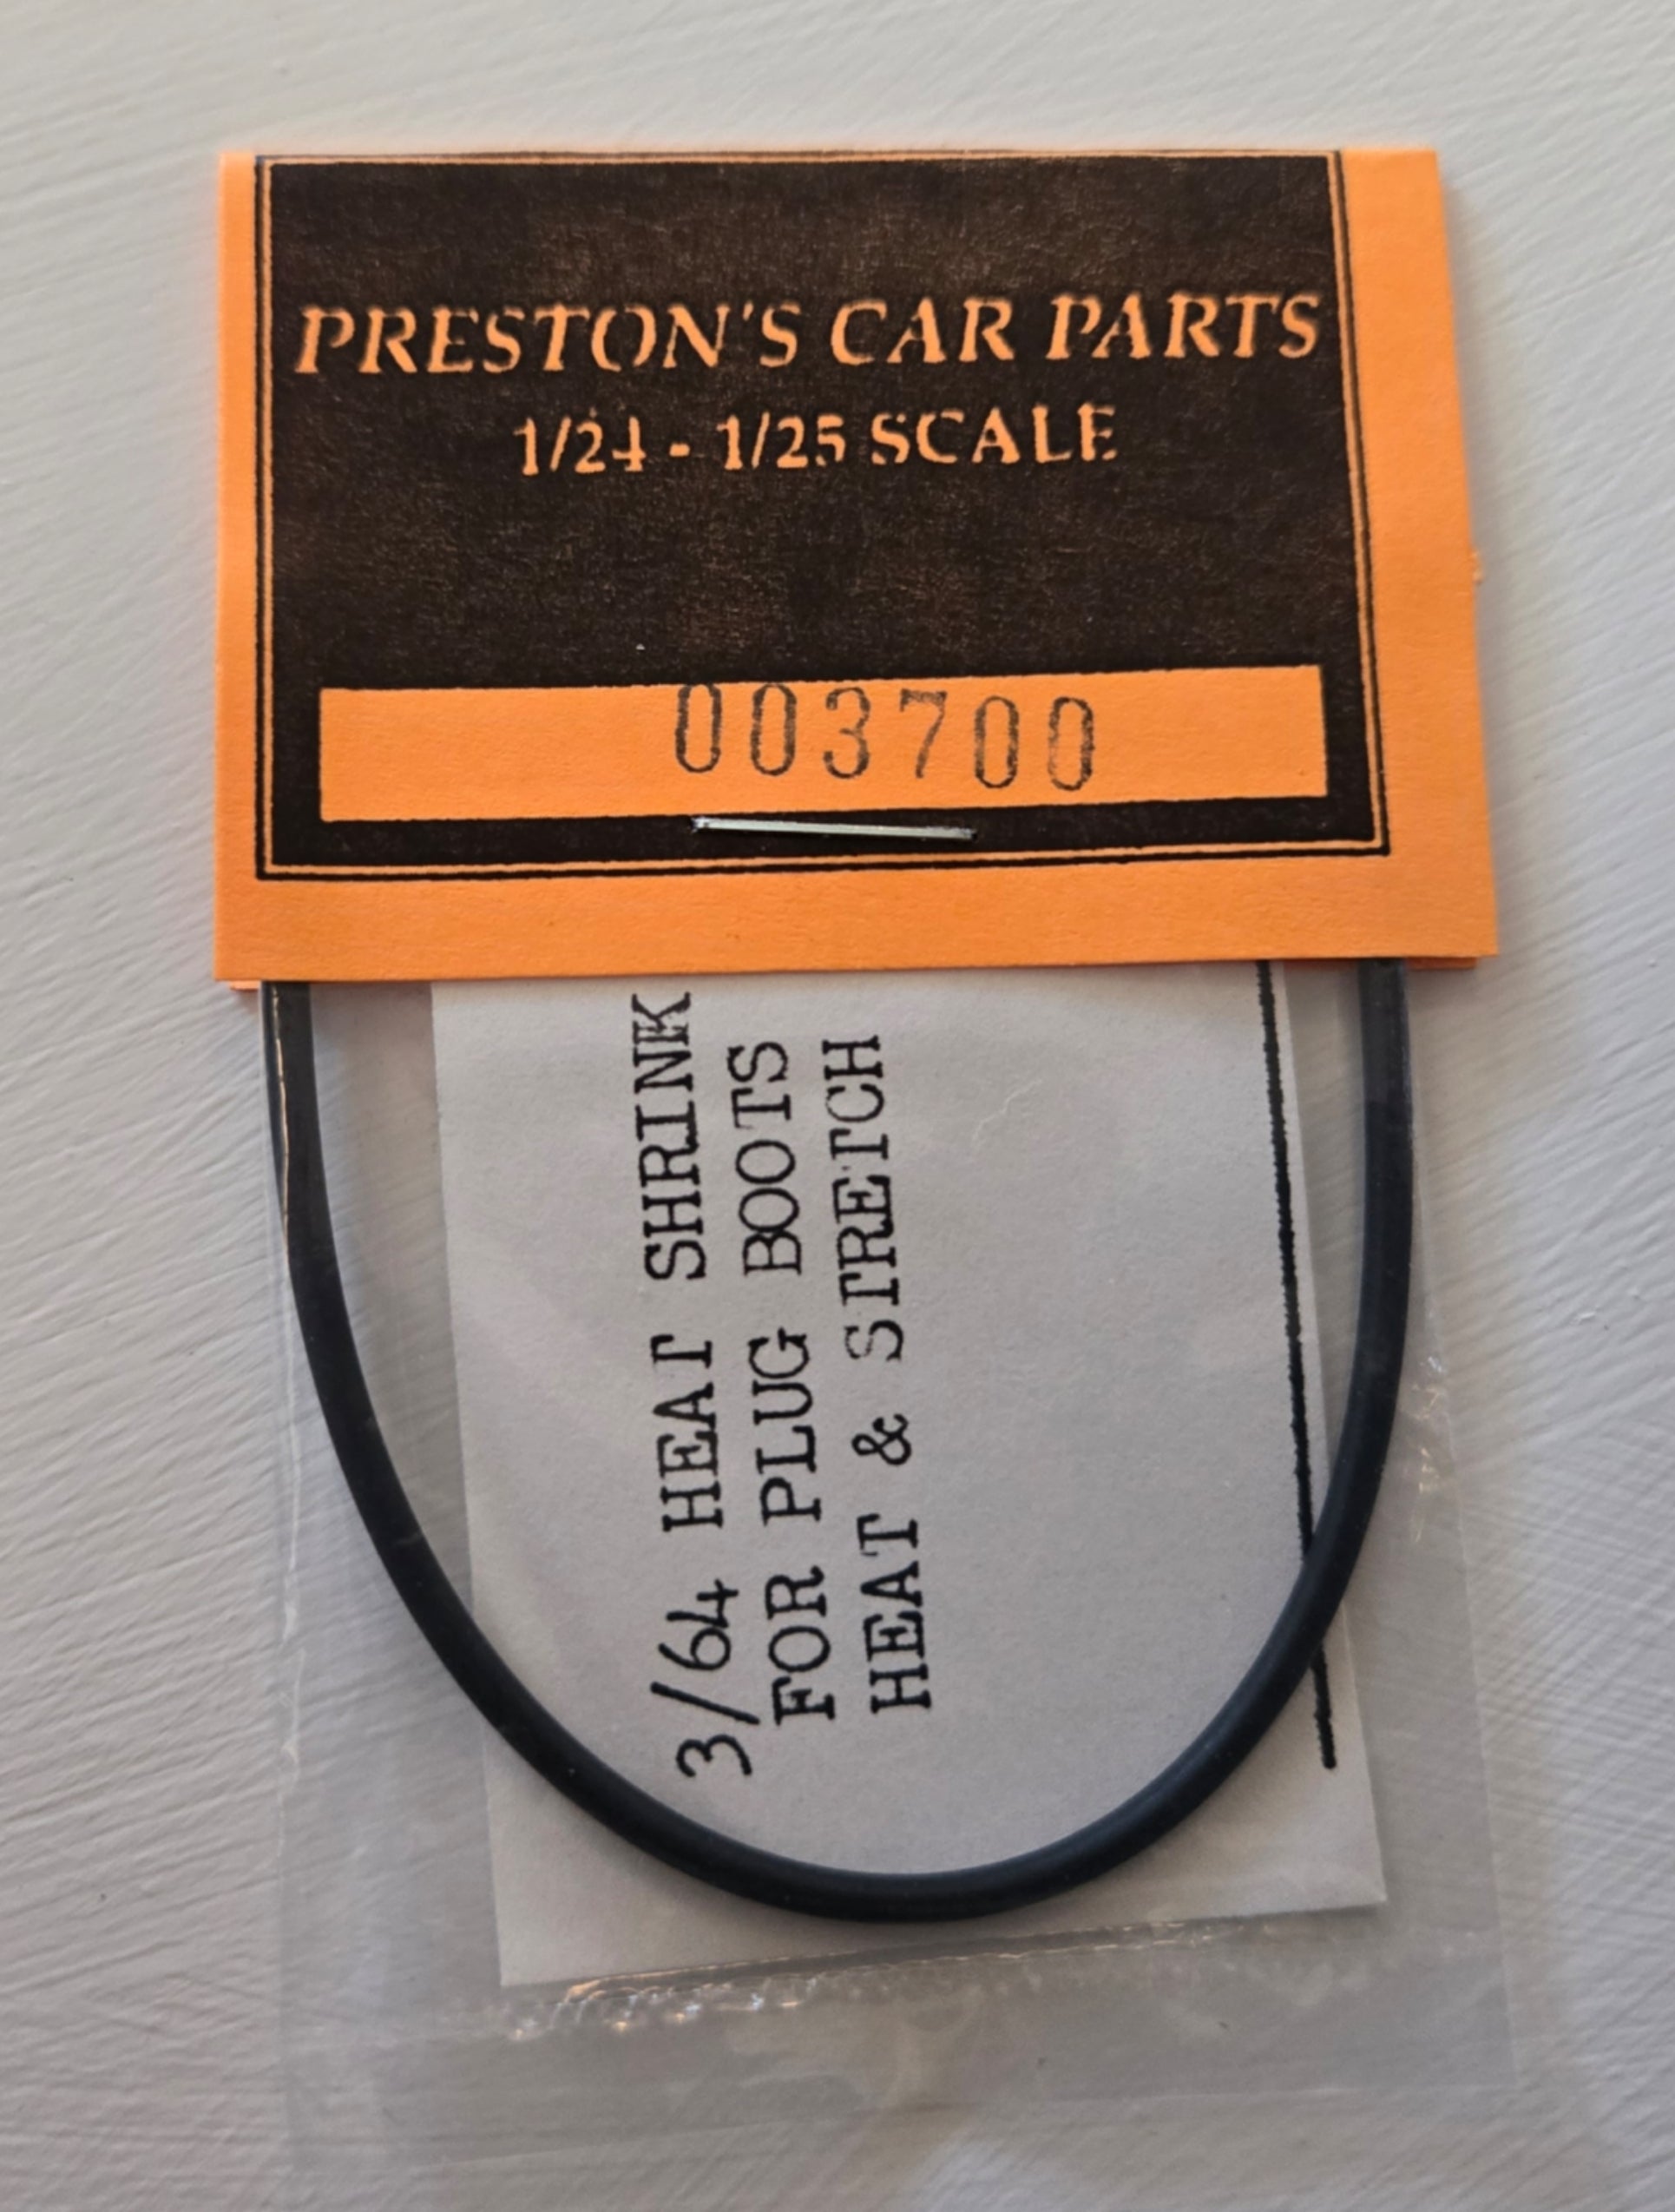 PRESTON'S CAR PARTS
1/24 - 1/25 SCALE
003700
3/64 HEAT SHRINK
FOR PLUG BOOTS
HEAT & STRETCH